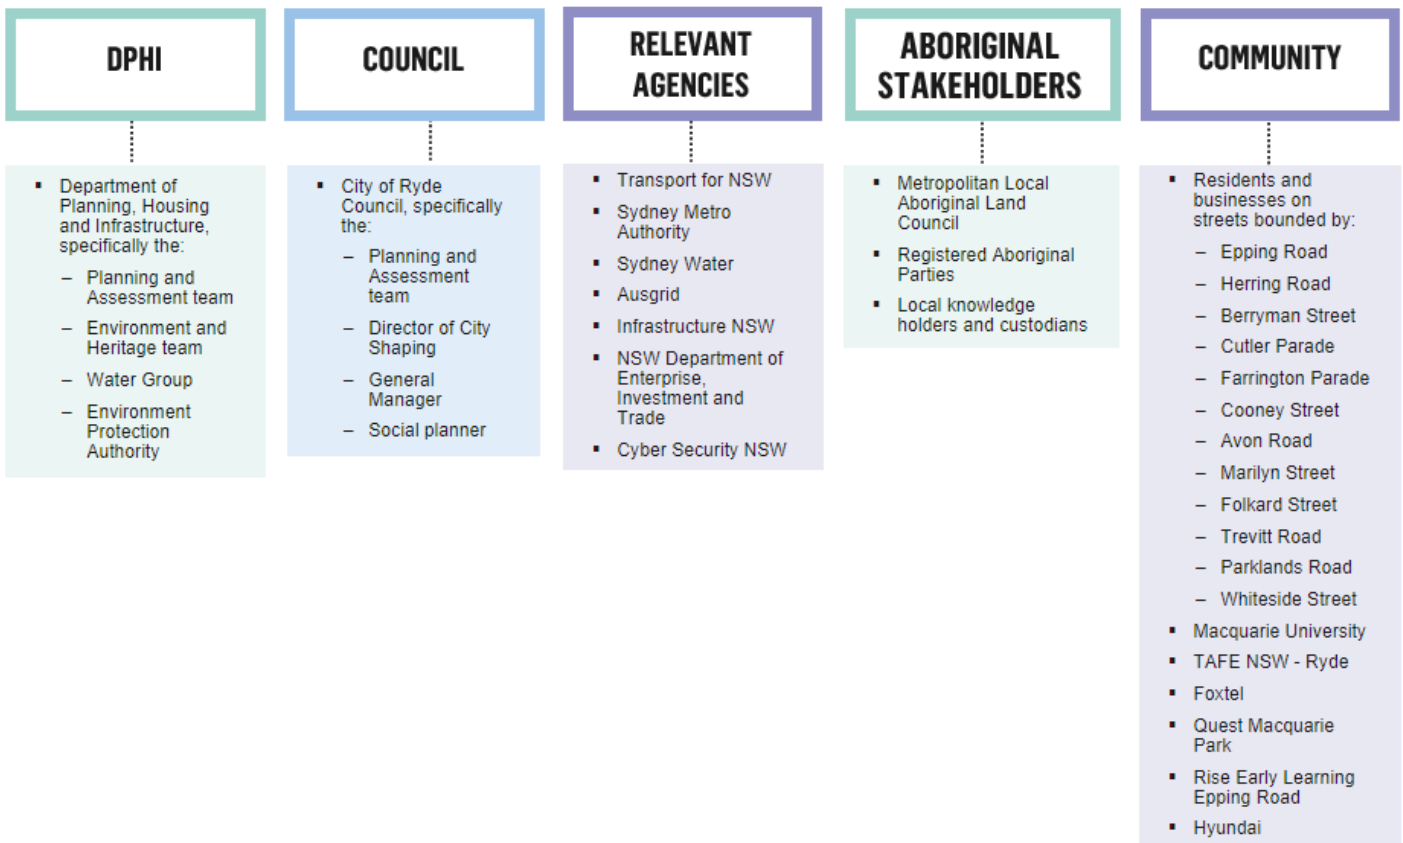 DPHI
▪ Department of
Planning, Housing
and Infrastructure,
specifically the:
– Planning and
Assessment team
– Environment and
Heritage team
– Water Group
– Environment
Protection
Authority
COUNCIL
▪ City of Ryde
Council, specifically
the:
– Planning and
Assessment
team
– Director of City
Shaping
– General
Manager
– Social planner
RELEVANT
AGENCIES
▪ Transport for NSW
▪ Sydney Metro
Authority
▪ Sydney Water
▪ Ausgrid
▪ Infrastructure NSW
▪ NSW Department of
Enterprise,
Investment and
Trade
▪ Cyber Security NSW
ABORIGINAL
STAKEHOLDERS
▪ Metropolitan Local
Aboriginal Land
Council
▪ Registered Aboriginal
Parties
▪ Local knowledge
holders and custodians
COMMUNITY
▪ Residents and
businesses on
streets bounded by:
– Epping Road
– Herring Road
– Berryman Street
– Cutler Parade
– Farrington Parade
– Cooney Street
– Avon Road
– Marilyn Street
– Folkard Street
– Trevitt Road
– Parklands Road
– Whiteside Street
▪ Macquarie University
▪ TAFE NSW - Ryde
▪ Foxtel
▪ Quest Macquarie
Park
▪ Rise Early Learning
Epping Road
▪ Hyundai